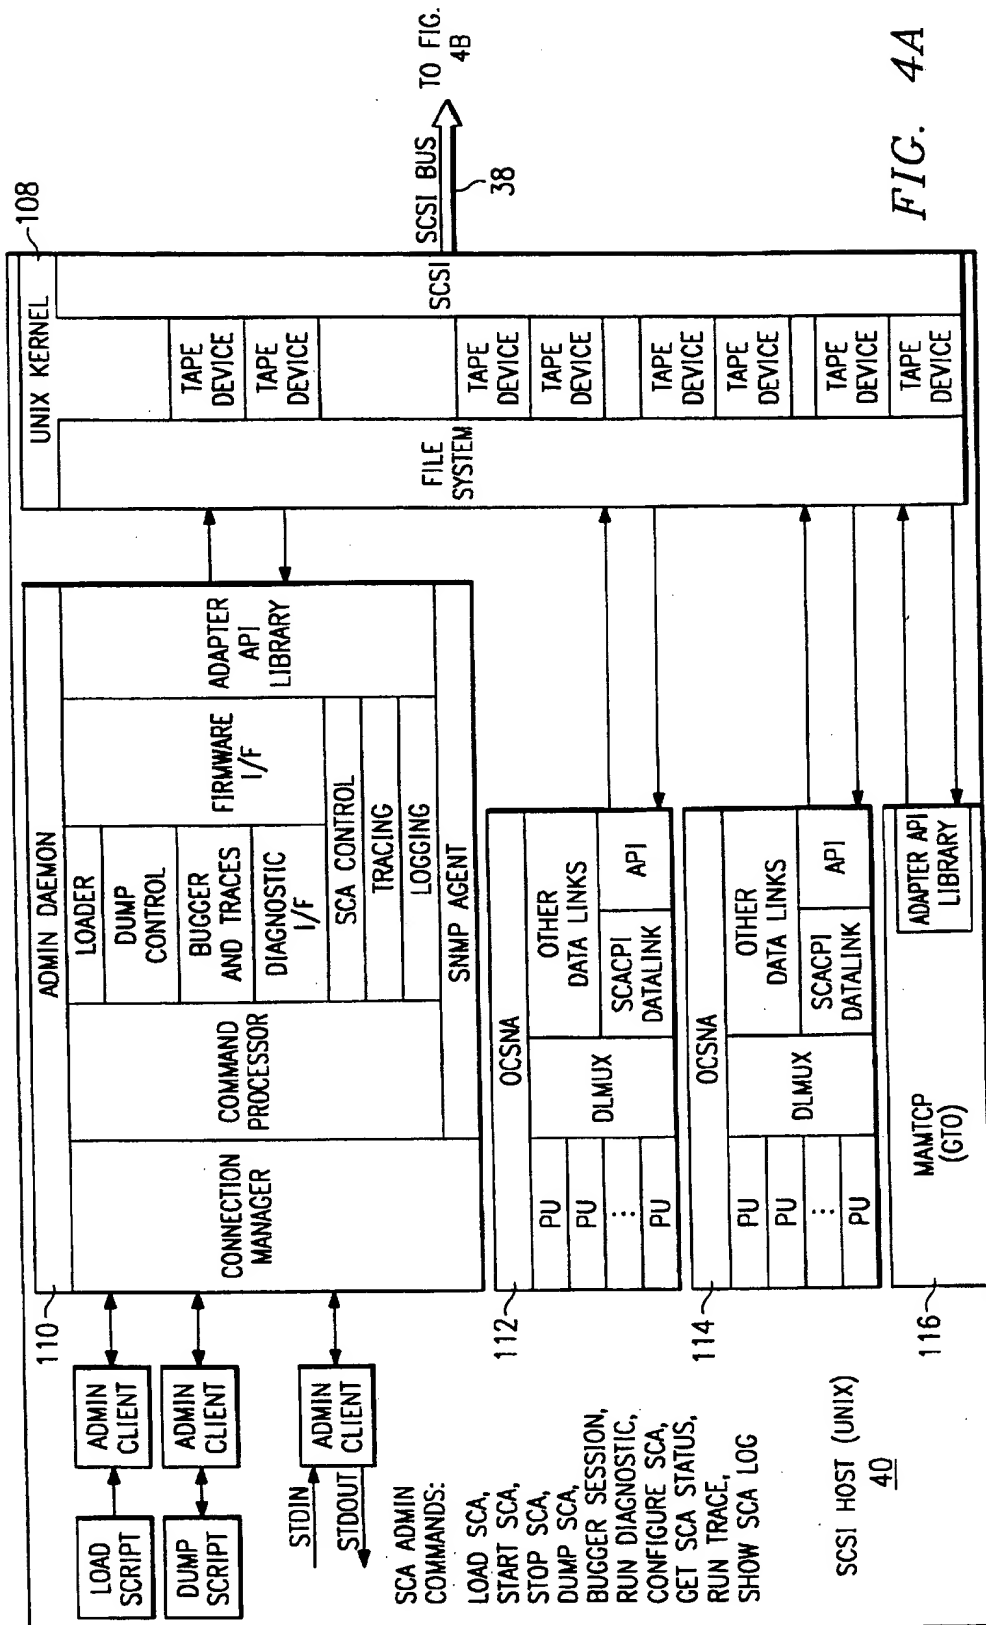 UNIX KERNEL
108
FILE
SYSTEM
TAPE
DEVICE
TAPE
DEVICE
TAPE
DEVICE
TAPE
DEVICE
TAPE
DEVICE
TAPE
DEVICE
TAPE
DEVICE
TAPE
DEVICE
SCSI
SCSI BUS
38
TO FIG.
4B
110
ADMIN DAEMON
CONNECTION
MANAGER
COMMAND
PROCESSOR
LOADER
DUMP
CONTROL
BUGGER
AND TRACES
DIAGNOSTIC
I/F
FIRMWARE
I/F
SCA CONTROL
TRACING
LOGGING
ADAPTER
API
LIBRARY
SNMP AGENT
LOAD
SCRIPT
ADMIN
CLIENT
DUMP
SCRIPT
ADMIN
CLIENT
STDIN
STDOUT
ADMIN
CLIENT
112
OCSNA
PU
PU
⋮
PU
DLMUX
OTHER
DATA LINKS
SCACPI
DATALINK
API
114
OCSNA
PU
PU
⋮
PU
DLMUX
OTHER
DATA LINKS
SCACPI
DATALINK
API
116
MAMTCP
(GTO)
ADAPTER API
LIBRARY
SCA ADMIN
COMMANDS:
LOAD SCA,
START SCA,
STOP SCA,
DUMP SCA,
BUGGER SESSION,
RUN DIAGNOSTIC,
CONFIGURE SCA,
GET SCA STATUS,
RUN TRACE,
SHOW SCA LOG
SCSI HOST (UNIX)
40
FIG. 4A